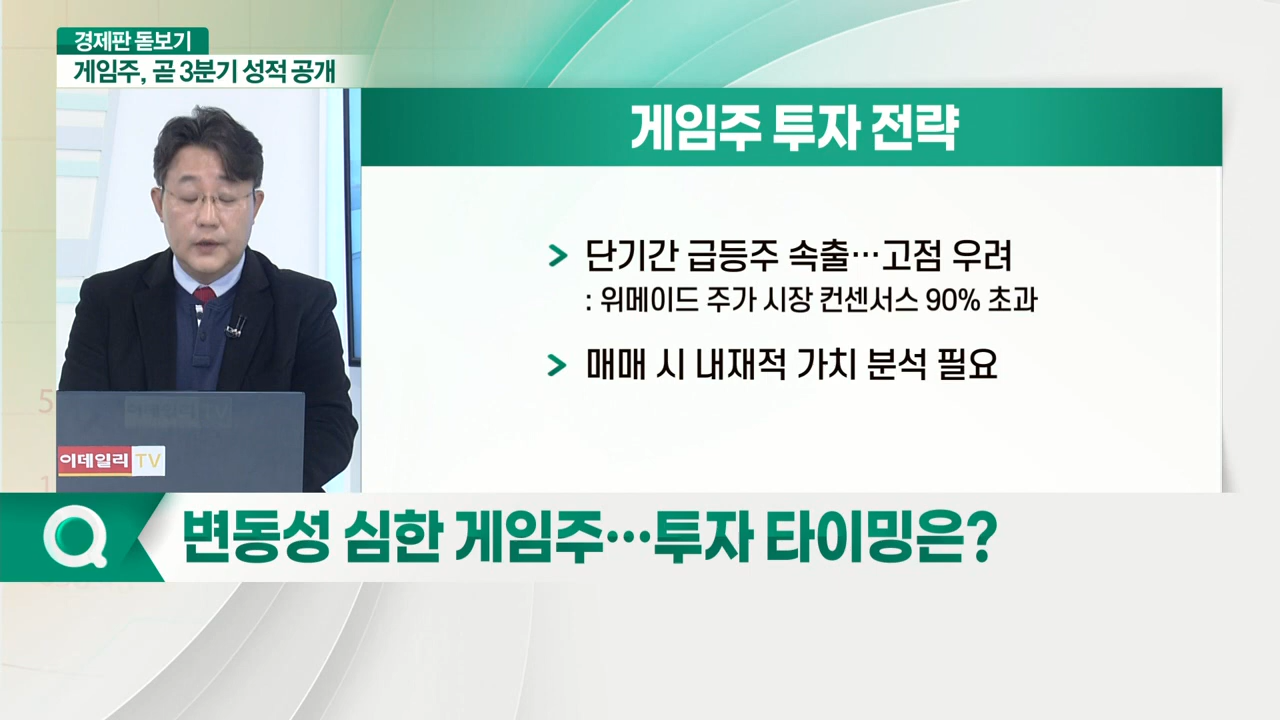 경제판 돋보기
게임주, 곧 3분기 성적 공개
게임주 투자 전략
> 단기간 급등주 속출…고점 우려
: 위메이드 주가 시장 컨센서스 90% 초과
> 매매 시 내재적 가치 분석 필요
이데일리 TV
변동성 심한 게임주…투자 타이밍은?